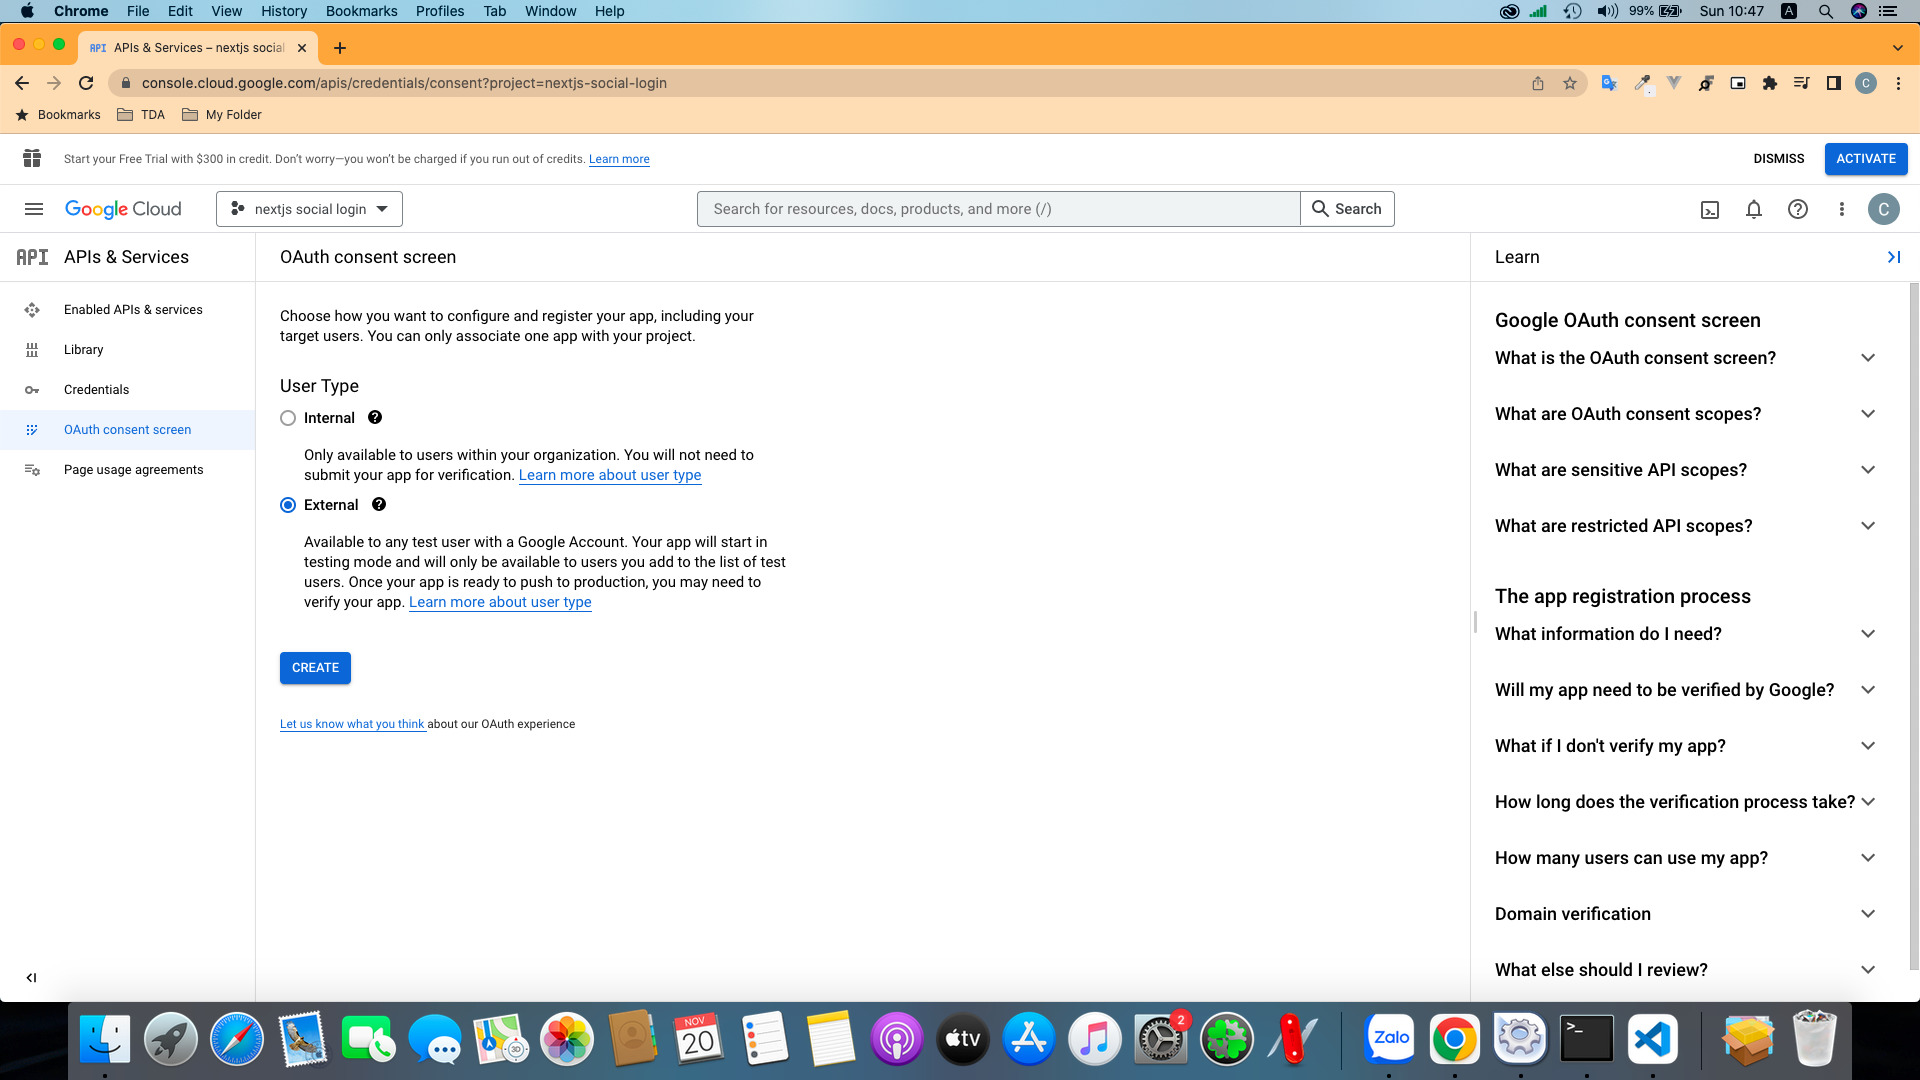 Chrome File Edit View History Bookmarks Profiles Tab Window Help 99% Sun 10:47 A
API APIs & Services – nextjs social
console.cloud.google.com/apis/credentials/consent?project=nextjs-social-login C
Bookmarks TDA My Folder
Start your Free Trial with $300 in credit. Don't worry—you won't be charged if you run out of credits. Learn more DISMISS ACTIVATE
Google Cloud nextjs social login Search for resources, docs, products, and more (/) Search C
API APIs & Services
OAuth consent screen
Learn
Enabled APIs & services
Library
Credentials
OAuth consent screen
Page usage agreements
Choose how you want to configure and register your app, including your
target users. You can only associate one app with your project.
User Type
Internal
Only available to users within your organization. You will not need to
submit your app for verification. Learn more about user type
External
Available to any test user with a Google Account. Your app will start in
testing mode and will only be available to users you add to the list of test
users. Once your app is ready to push to production, you may need to
verify your app. Learn more about user type
CREATE
Let us know what you think about our OAuth experience
Google OAuth consent screen
What is the OAuth consent screen?
What are OAuth consent scopes?
What are sensitive API scopes?
What are restricted API scopes?
The app registration process
What information do I need?
Will my app need to be verified by Google?
What if I don't verify my app?
How long does the verification process take?
How many users can use my app?
Domain verification
What else should I review?
NOV
20
tv
2
Zalo